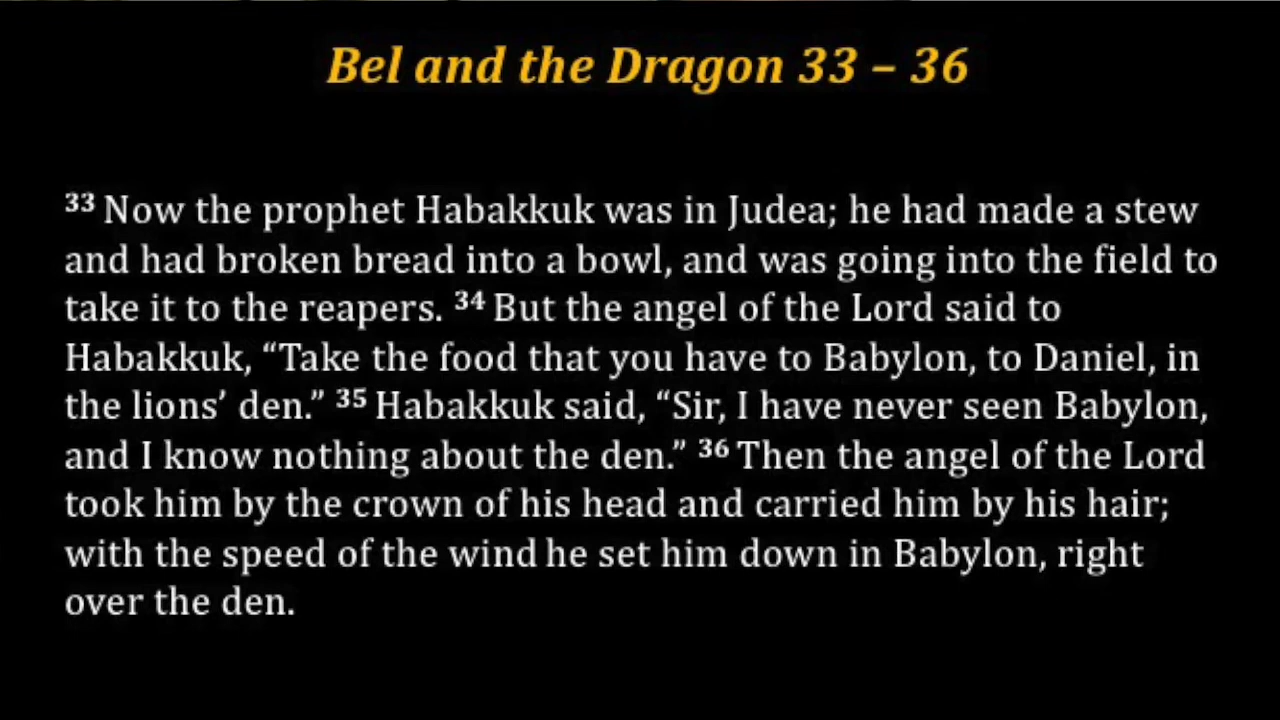 Bel and the Dragon 33 – 36
33 Now the prophet Habakkuk was in Judea; he had made a stew
and had broken bread into a bowl, and was going into the field to
take it to the reapers. 34 But the angel of the Lord said to
Habakkuk, “Take the food that you have to Babylon, to Daniel, in
the lions’ den.” 35 Habakkuk said, “Sir, I have never seen Babylon,
and I know nothing about the den.” 36 Then the angel of the Lord
took him by the crown of his head and carried him by his hair;
with the speed of the wind he set him down in Babylon, right
over the den.